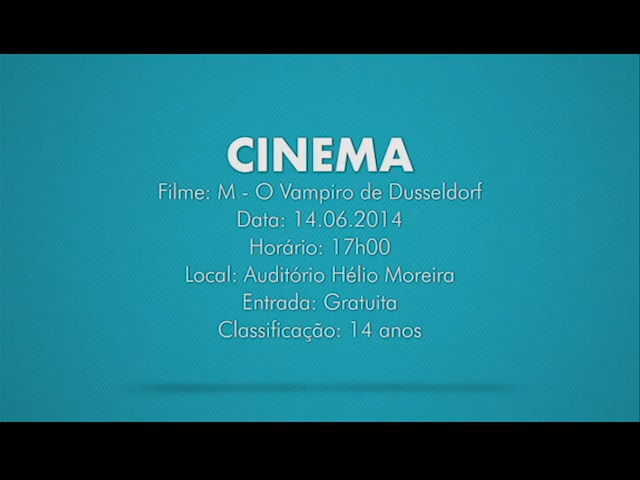 CINEMA
Filme: M - O Vampiro de Dusseldorf
Data: 14.06.2014
Horário: 17h00
Local: Auditório Hélio Moreira
Entrada: Gratuita
Classificação: 14 anos